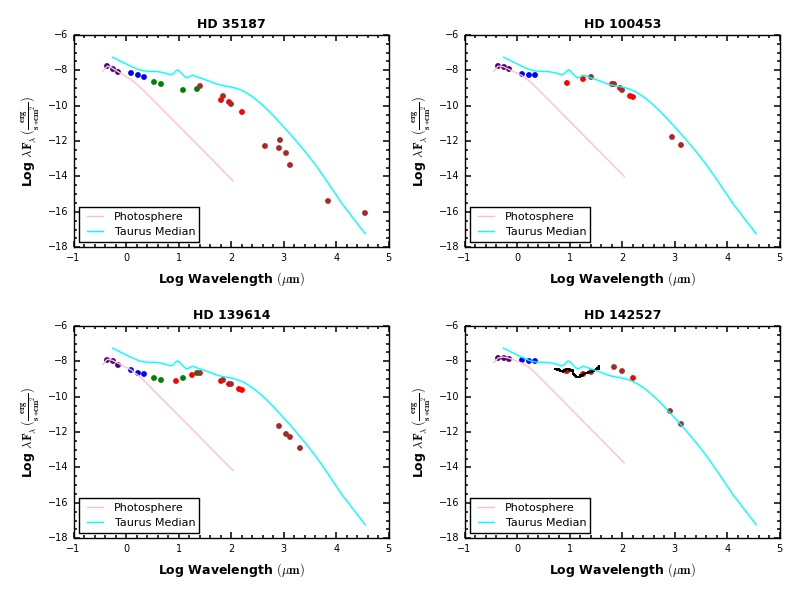 HD 35187
HD 100453
−6
−8
−10
−12
−14
−16
−18
Log λF_λ (erg / s∗cm²)
Photosphere
Taurus Median
−1 0 1 2 3 4 5
Log Wavelength (μm)
−6
−8
−10
−12
−14
−16
−18
Log λF_λ (erg / s∗cm²)
Photosphere
Taurus Median
−1 0 1 2 3 4 5
Log Wavelength (μm)
HD 139614
HD 142527
−6
−8
−10
−12
−14
−16
−18
Log λF_λ (erg / s∗cm²)
Photosphere
Taurus Median
−1 0 1 2 3 4 5
Log Wavelength (μm)
−6
−8
−10
−12
−14
−16
−18
Log λF_λ (erg / s∗cm²)
Photosphere
Taurus Median
−1 0 1 2 3 4 5
Log Wavelength (μm)